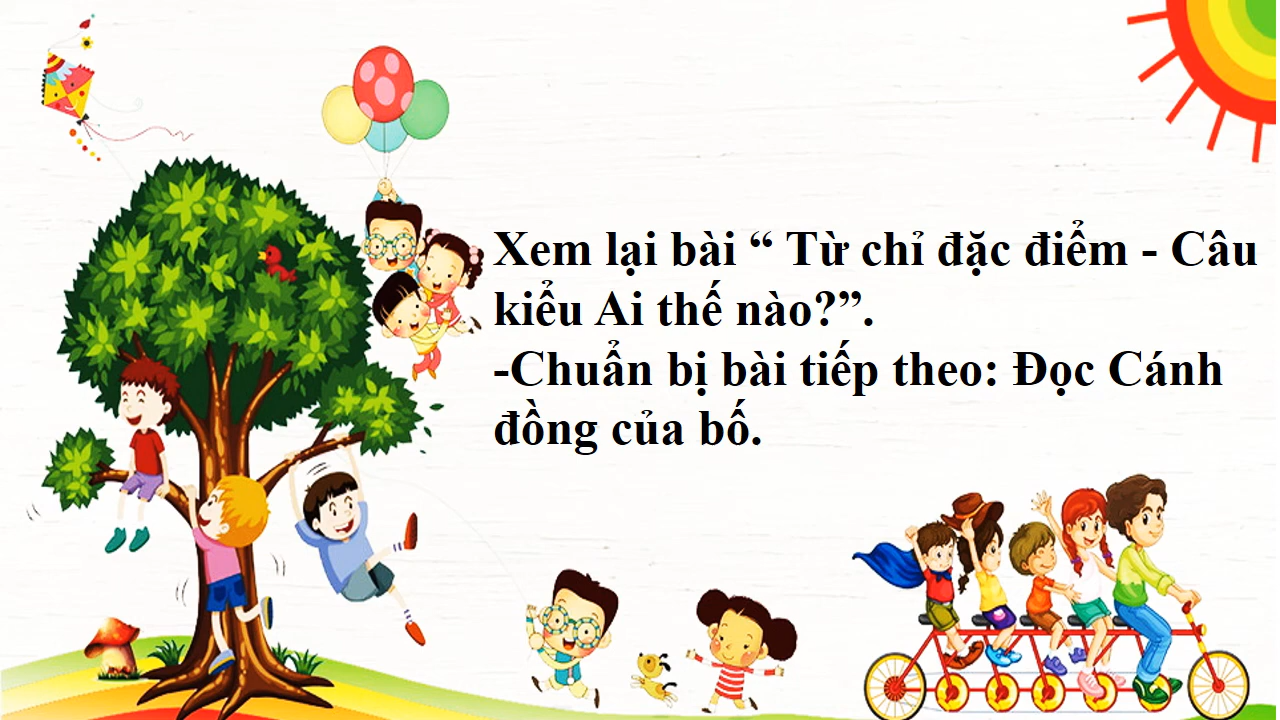 Xem lại bài “ Từ chỉ đặc điểm - Câu
kiểu Ai thế nào?”.
-Chuẩn bị bài tiếp theo: Đọc Cánh
đồng của bố.